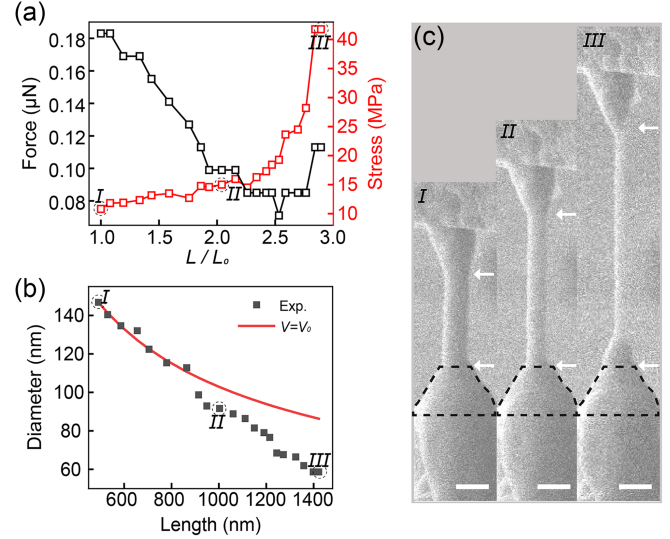 (a)
Force (μN)
0.18
0.16
0.14
0.12
0.10
0.08
I
II
III
40
35
30
25
20
15
10
Stress (MPa)
1.0 1.5 2.0 2.5 3.0
L / L₀
(b)
Diameter (nm)
140
120
100
80
60
I
II
III
Exp.
V=V₀
600 800 1000 1200 1400
Length (nm)
(c)
I
II
III